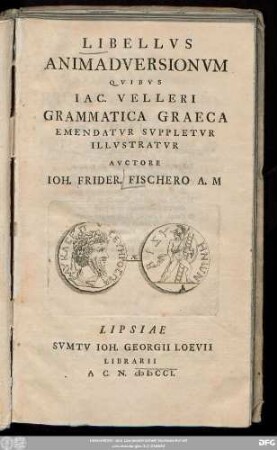 LIBELLVS
ANIMADVERSIONVM
QVIBVS
IAC. VELLERI
GRAMMATICA GRAECA
EMENDATVR SVPPLETVR
ILLVSTRATVR
AVCTORE
IOH. FRIDER. FISCHERO A. M
Æ
LIPSIAE
SVMTV IOH. GEORGII LOEVII
LIBRARII
A C. N. cIↃIↃCCL